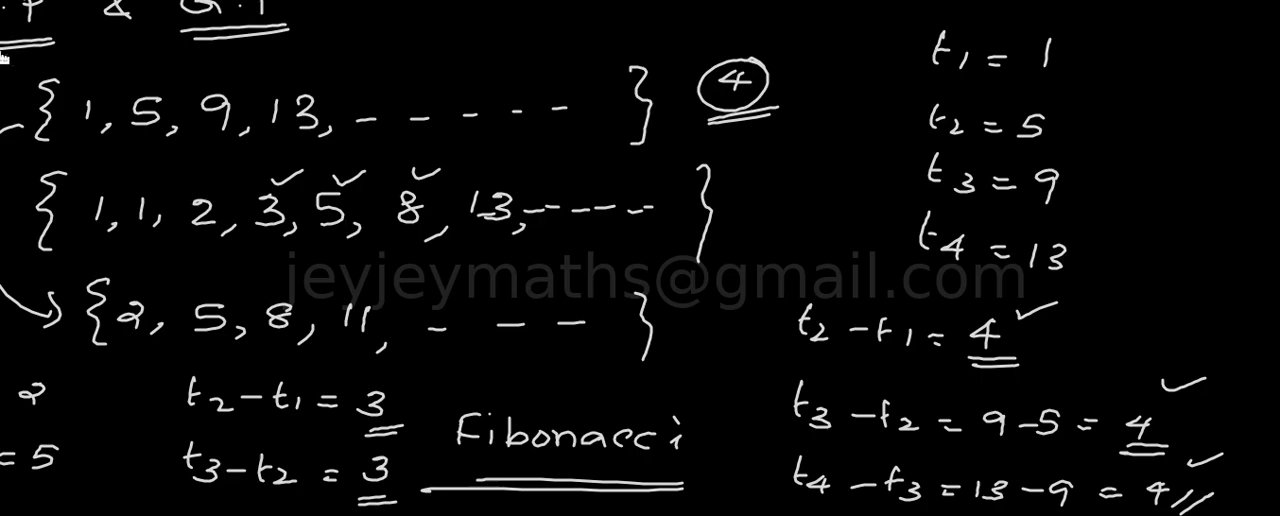 & G.P
{ 1, 5, 9, 13, - - - - - - } 4
{ 1, 1, 2, 3, 5, 8, 13, - - - - - }
jeyjeymaths@gmail.com
{ 2, 5, 8, 11, - - - }
2
= 5
t2 - t1 = 3
t3 - t2 = 3
Fibonacci
t1 = 1
t2 = 5
t3 = 9
t4 = 13
t2 - t1 = 4
t3 - t2 = 9 - 5 = 4
t4 - t3 = 13 - 9 = 4//